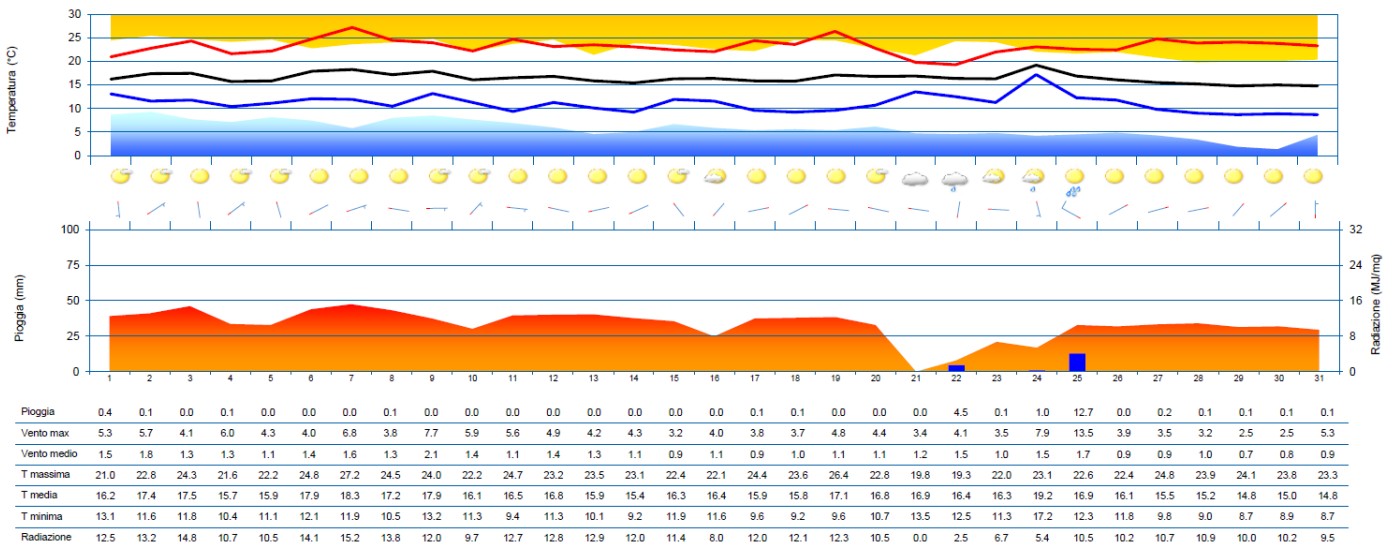 30
25
20
15
10
5
0
Temperatura (°C)
100
75
50
25
0
Pioggia (mm)
32
24
16
8
0
Radiazione (MJ/mq)
1 2 3 4 5 6 7 8 9 10 11 12 13 14 15 16 17 18 19 20 21 22 23 24 25 26 27 28 29 30 31
Pioggia 0.4 0.1 0.0 0.1 0.0 0.0 0.0 0.1 0.0 0.0 0.0 0.0 0.0 0.0 0.0 0.0 0.1 0.1 0.0 0.0 0.0 4.5 0.1 1.0 12.7 0.0 0.2 0.1 0.1 0.1 0.1
Vento max 5.3 5.7 4.1 6.0 4.3 4.0 6.8 3.8 7.7 5.9 5.6 4.9 4.2 4.3 3.2 4.0 3.8 3.7 4.8 4.4 3.4 4.1 3.5 7.9 13.5 3.9 3.5 3.2 2.5 2.5 5.3
Vento medio 1.5 1.8 1.3 1.3 1.1 1.4 1.6 1.3 2.1 1.4 1.1 1.4 1.3 1.1 0.9 1.1 0.9 1.0 1.1 1.1 1.2 1.5 1.0 1.5 1.7 0.9 0.9 1.0 0.7 0.8 0.9
T massima 21.0 22.8 24.3 21.6 22.2 24.8 27.2 24.5 24.0 22.2 24.7 23.2 23.5 23.1 22.4 22.1 24.4 23.6 26.4 22.8 19.8 19.3 22.0 23.1 22.6 22.4 24.8 23.9 24.1 23.8 23.3
T media 16.2 17.4 17.5 15.7 15.9 17.9 18.3 17.2 17.9 16.1 16.5 16.8 15.9 15.4 16.3 16.4 15.9 15.8 17.1 16.8 16.9 16.4 16.3 19.2 16.9 16.1 15.5 15.2 14.8 15.0 14.8
T minima 13.1 11.6 11.8 10.4 11.1 12.1 11.9 10.5 13.2 11.3 9.4 11.3 10.1 9.2 11.9 11.6 9.6 9.2 9.6 10.7 13.5 12.5 11.3 17.2 12.3 11.8 9.8 9.0 8.7 8.9 8.7
Radiazione 12.5 13.2 14.8 10.7 10.5 14.1 15.2 13.8 12.0 9.7 12.7 12.8 12.9 12.0 11.4 8.0 12.0 12.1 12.3 10.5 0.0 2.5 6.7 5.4 10.5 10.2 10.7 10.9 10.0 10.2 9.5